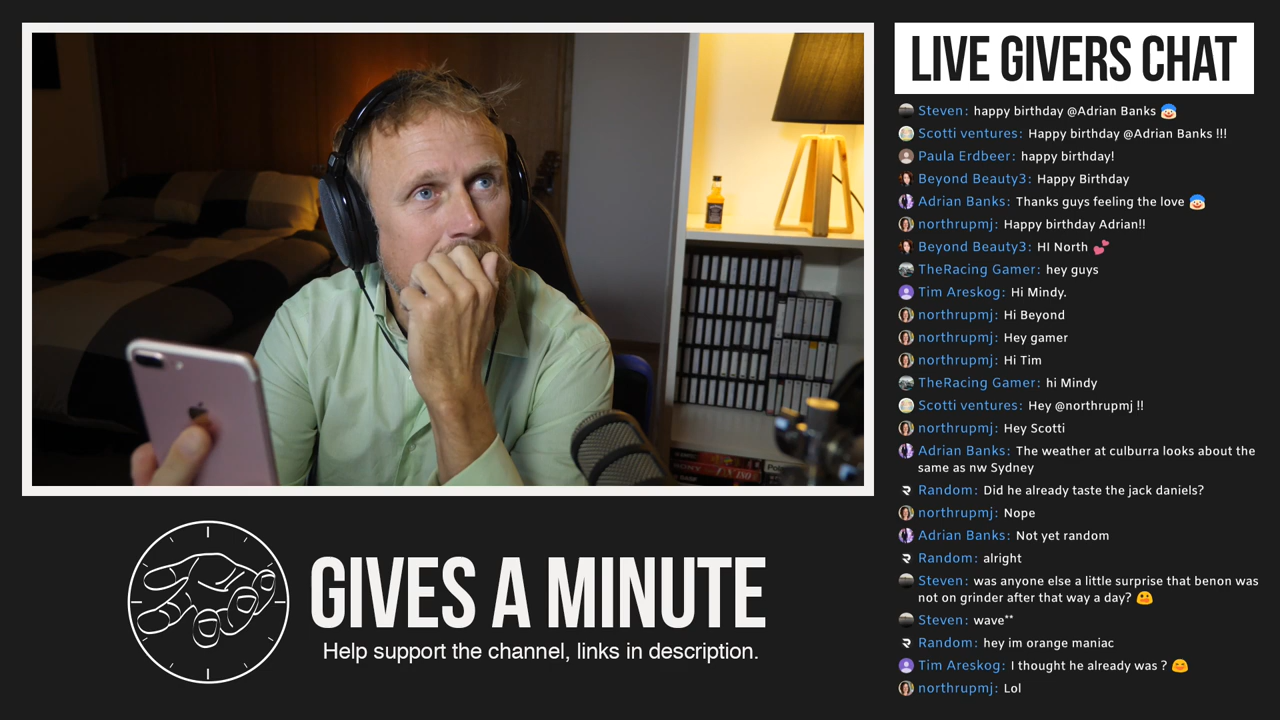 LIVE GIVERS CHAT
Steven: happy birthday @Adrian Banks
Scotti ventures: Happy birthday @Adrian Banks !!!
Paula Erdbeer: happy birthday!
Beyond Beauty3: Happy Birthday
Adrian Banks: Thanks guys feeling the love
northrupmj: Happy birthday Adrian!!
Beyond Beauty3: HI North
TheRacing Gamer: hey guys
Tim Areskog: Hi Mindy.
northrupmj: Hi Beyond
northrupmj: Hey gamer
northrupmj: Hi Tim
TheRacing Gamer: hi Mindy
Scotti ventures: Hey @northrupmj !!
northrupmj: Hey Scotti
Adrian Banks: The weather at culburra looks about the
same as nw Sydney
Random: Did he already taste the jack daniels?
northrupmj: Nope
Adrian Banks: Not yet random
Random: alright
Steven: was anyone else a little surprise that benon was
not on grinder after that way a day?
Steven: wave**
Random: hey im orange maniac
Tim Areskog: I thought he already was ?
northrupmj: Lol
GIVES A MINUTE
Help support the channel, links in description.